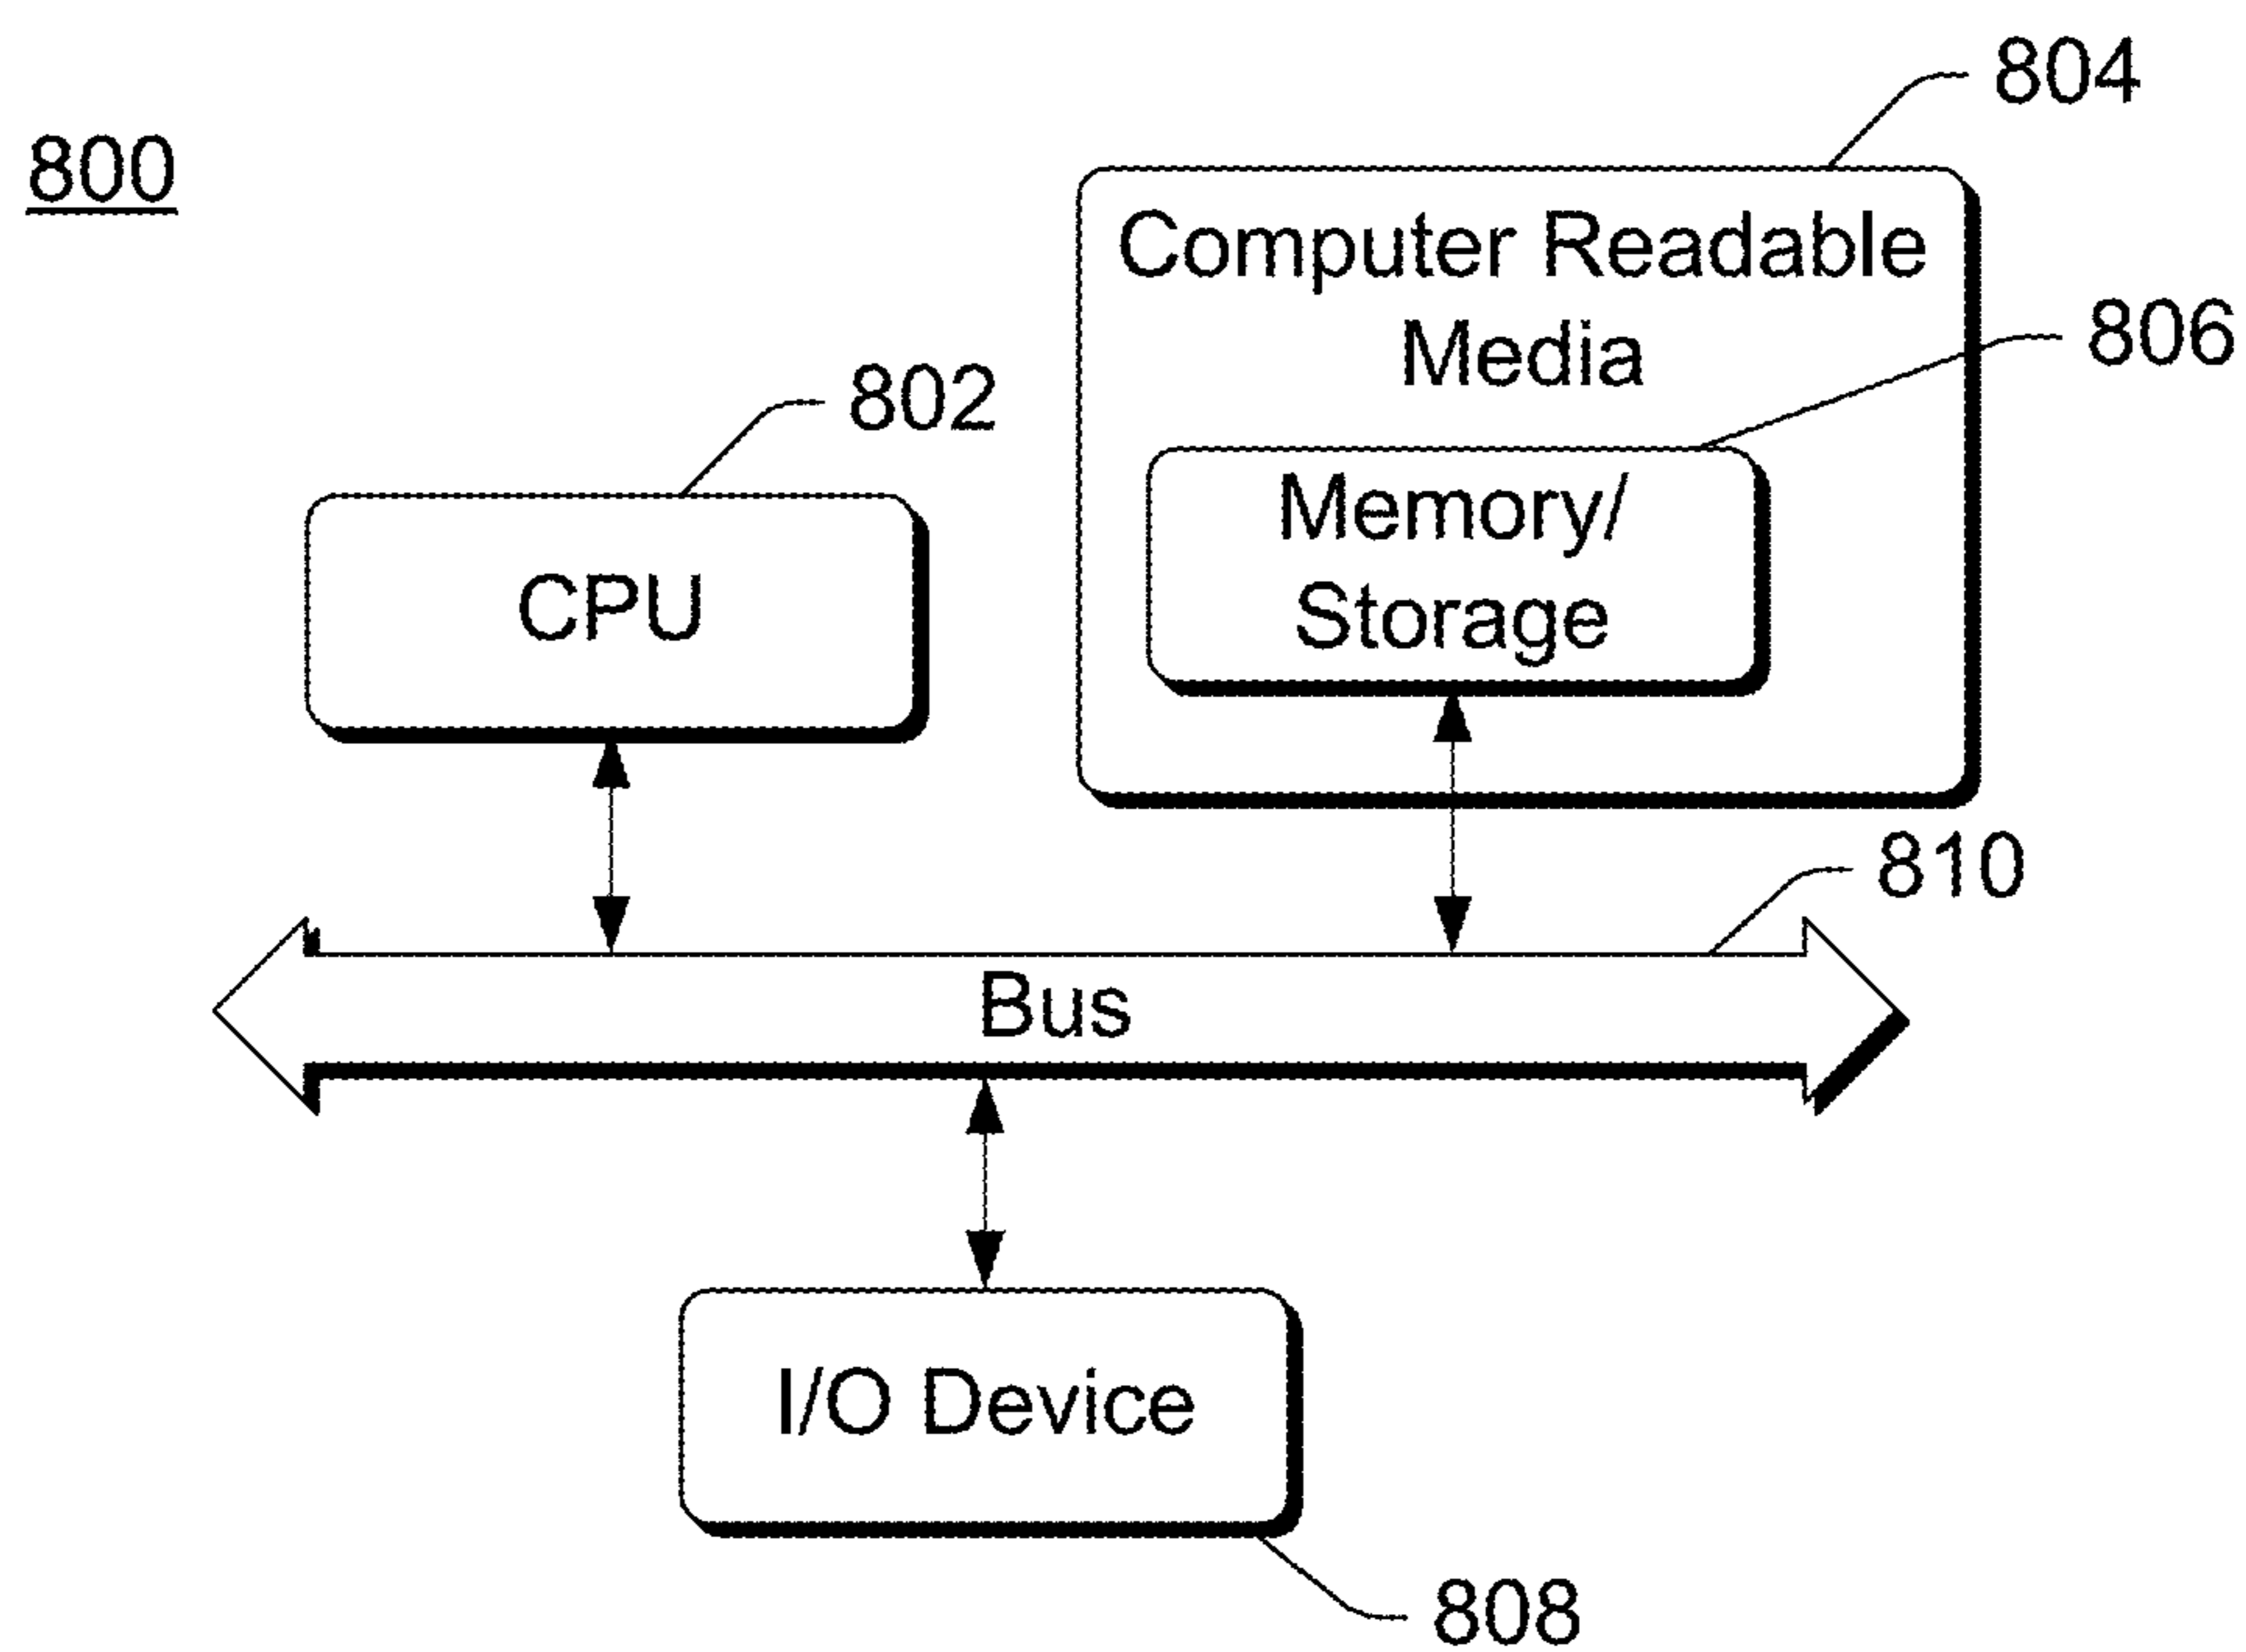 800
804
Computer Readable
Media
806
802
Memory/
Storage
CPU
810
Bus
I/O Device
808